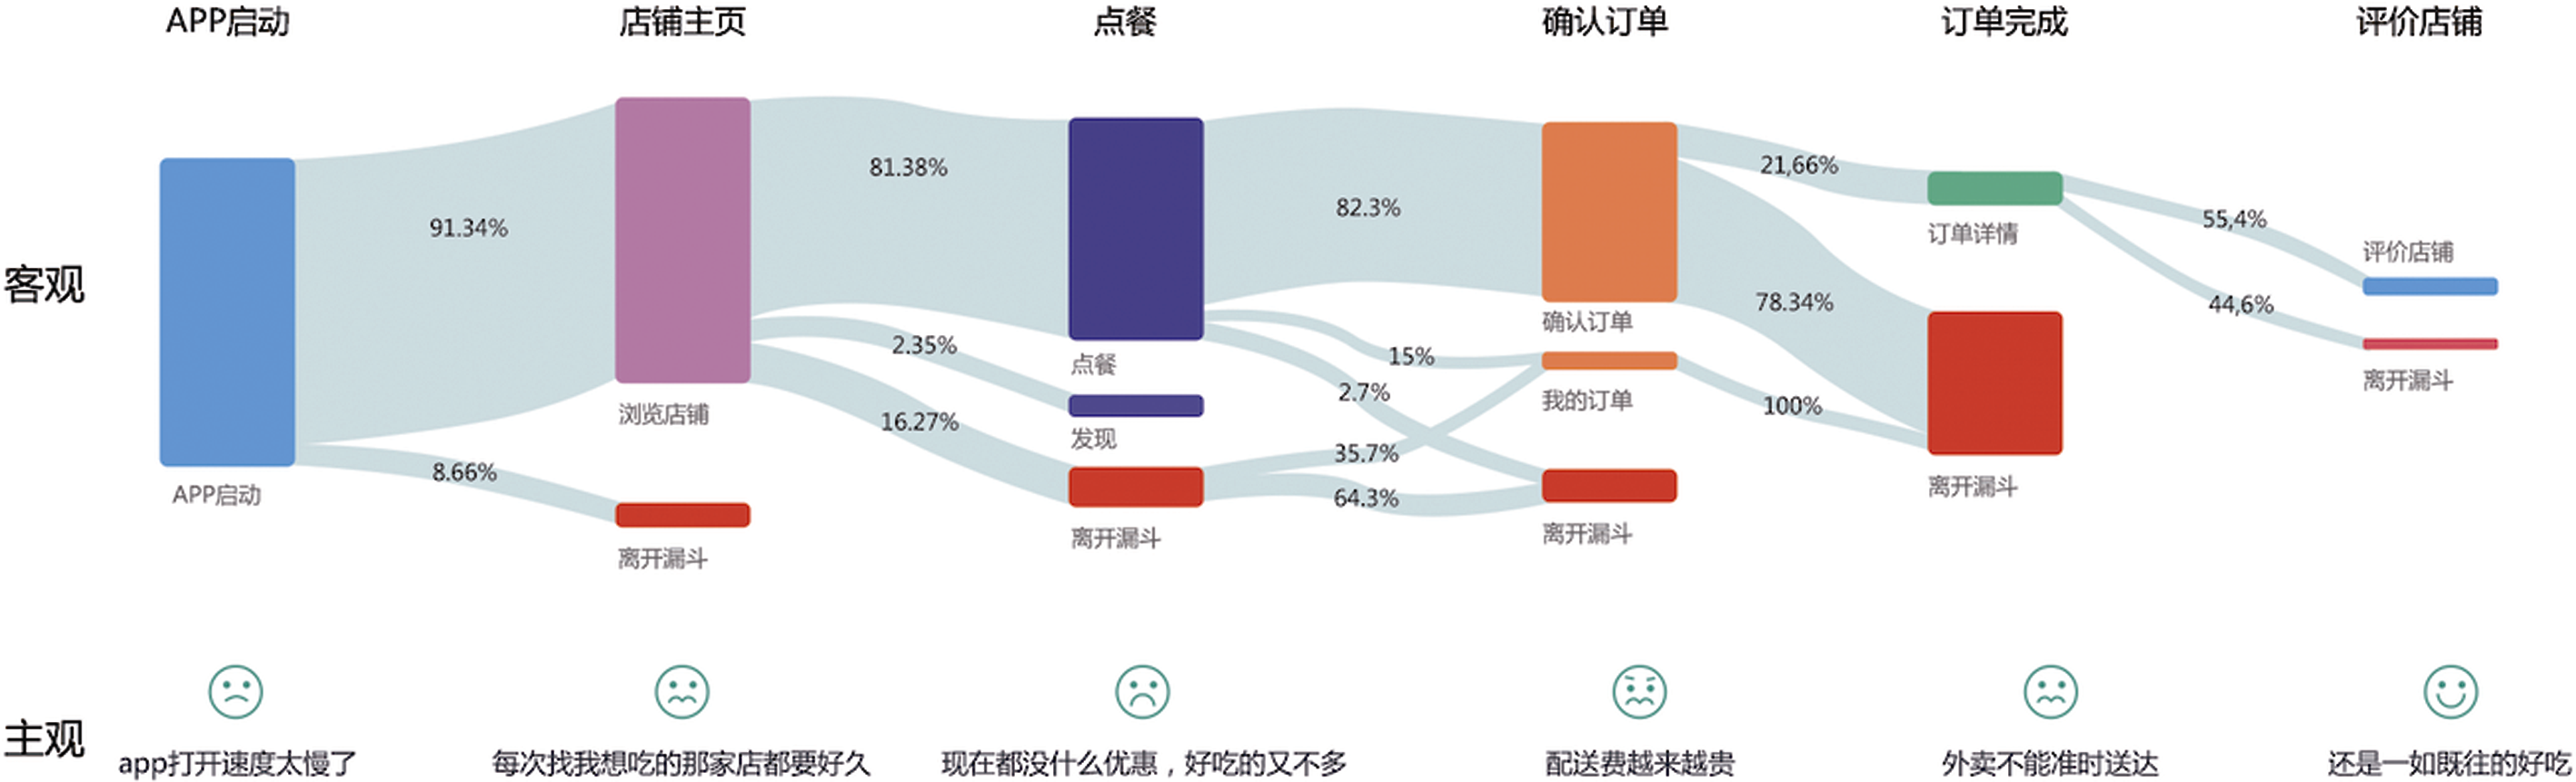 APP启动
店铺主页
点餐
确认订单
订单完成
评价店铺
客观
91.34%
8.66%
APP启动
浏览店铺
离开漏斗
81.38%
2.35%
16.27%
点餐
发现
离开漏斗
82.3%
15%
2.7%
35.7%
64.3%
确认订单
我的订单
离开漏斗
21,66%
78.34%
100%
订单详情
离开漏斗
55,4%
44,6%
评价店铺
离开漏斗
主观
app打开速度太慢了
每次找我想吃的那家店都要好久
现在都没什么优惠，好吃的又不多
配送费越来越贵
外卖不能准时送达
还是一如既往的好吃